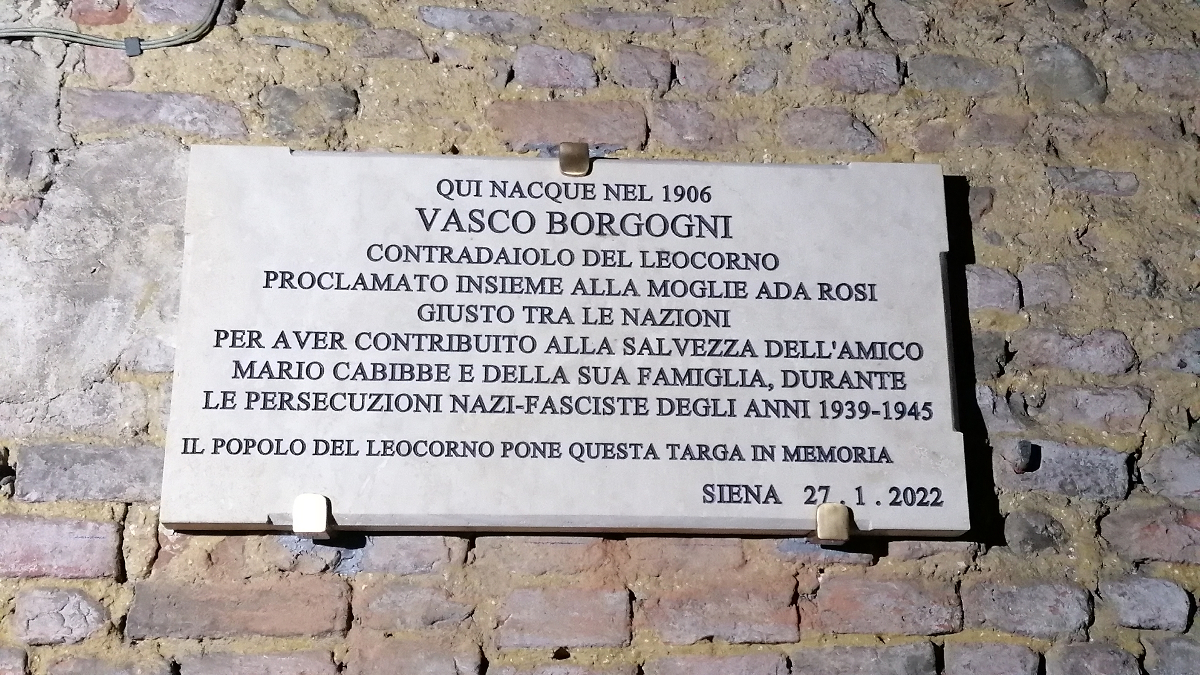 QUI NACQUE NEL 1906
VASCO BORGOGNI
CONTRADAIOLO DEL LEOCORNO
PROCLAMATO INSIEME ALLA MOGLIE ADA ROSI
GIUSTO TRA LE NAZIONI
PER AVER CONTRIBUITO ALLA SALVEZZA DELL'AMICO
MARIO CABIBBE E DELLA SUA FAMIGLIA, DURANTE
LE PERSECUZIONI NAZI-FASCISTE DEGLI ANNI 1939-1945
IL POPOLO DEL LEOCORNO PONE QUESTA TARGA IN MEMORIA
SIENA 27.1.2022